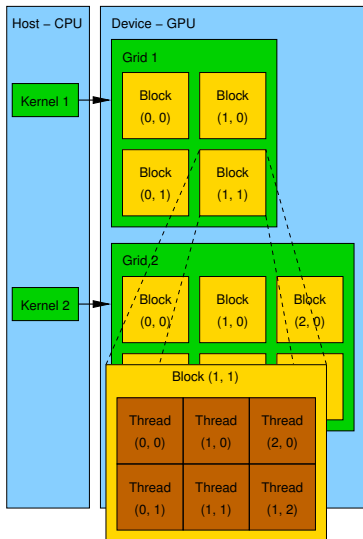 Host – CPU
Device – GPU
Grid 1
Kernel 1
Block
(0, 0)
Block
(1, 0)
Block
(0, 1)
Block
(1, 1)
Grid 2
Kernel 2
Block
(0, 0)
Block
(1, 0)
Block
(2, 0)
Block (1, 1)
Thread
(0, 0)
Thread
(1, 0)
Thread
(2, 0)
Thread
(0, 1)
Thread
(1, 1)
Thread
(1, 2)